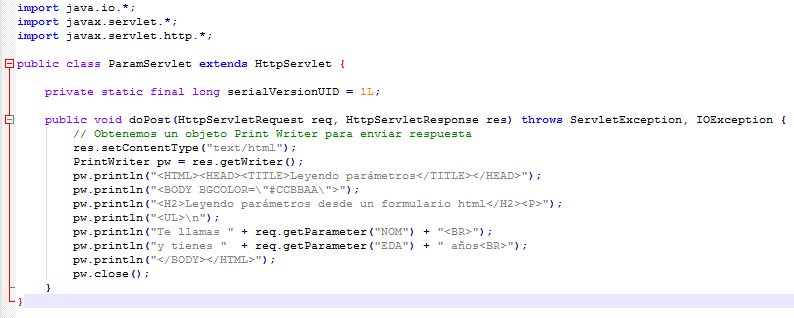 import java.io.*;
import javax.servlet.*;
import javax.servlet.http.*;
public class ParamServlet extends HttpServlet {
private static final long serialVersionUID = 1L;
public void doPost(HttpServletRequest req, HttpServletResponse res) throws ServletException, IOException {
// Obtenemos un objeto Print Writer para enviar respuesta
res.setContentType("text/html");
PrintWriter pw = res.getWriter();
pw.println("<HTML><HEAD><TITLE>Leyendo parámetros</TITLE></HEAD>");
pw.println("<BODY BGCOLOR=\"#CCBBAA\">");
pw.println("<H2>Leyendo parámetros desde un formulario html</H2><P>");
pw.println("<UL>\n");
pw.println("Te llamas " + req.getParameter("NOM") + "<BR>");
pw.println("y tienes "  + req.getParameter("EDA") + " años<BR>");
pw.println("</BODY></HTML>");
pw.close();
}
}